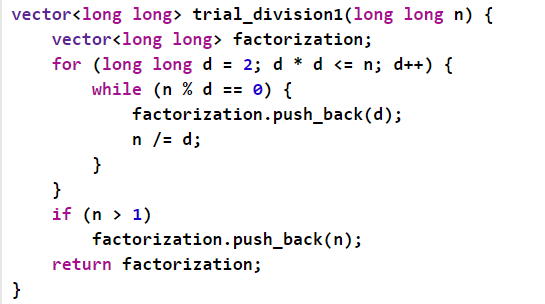 vector<long long> trial_division1(long long n) {
    vector<long long> factorization;
    for (long long d = 2; d * d <= n; d++) {
        while (n % d == 0) {
            factorization.push_back(d);
            n /= d;
        }
    }
    if (n > 1)
        factorization.push_back(n);
    return factorization;
}